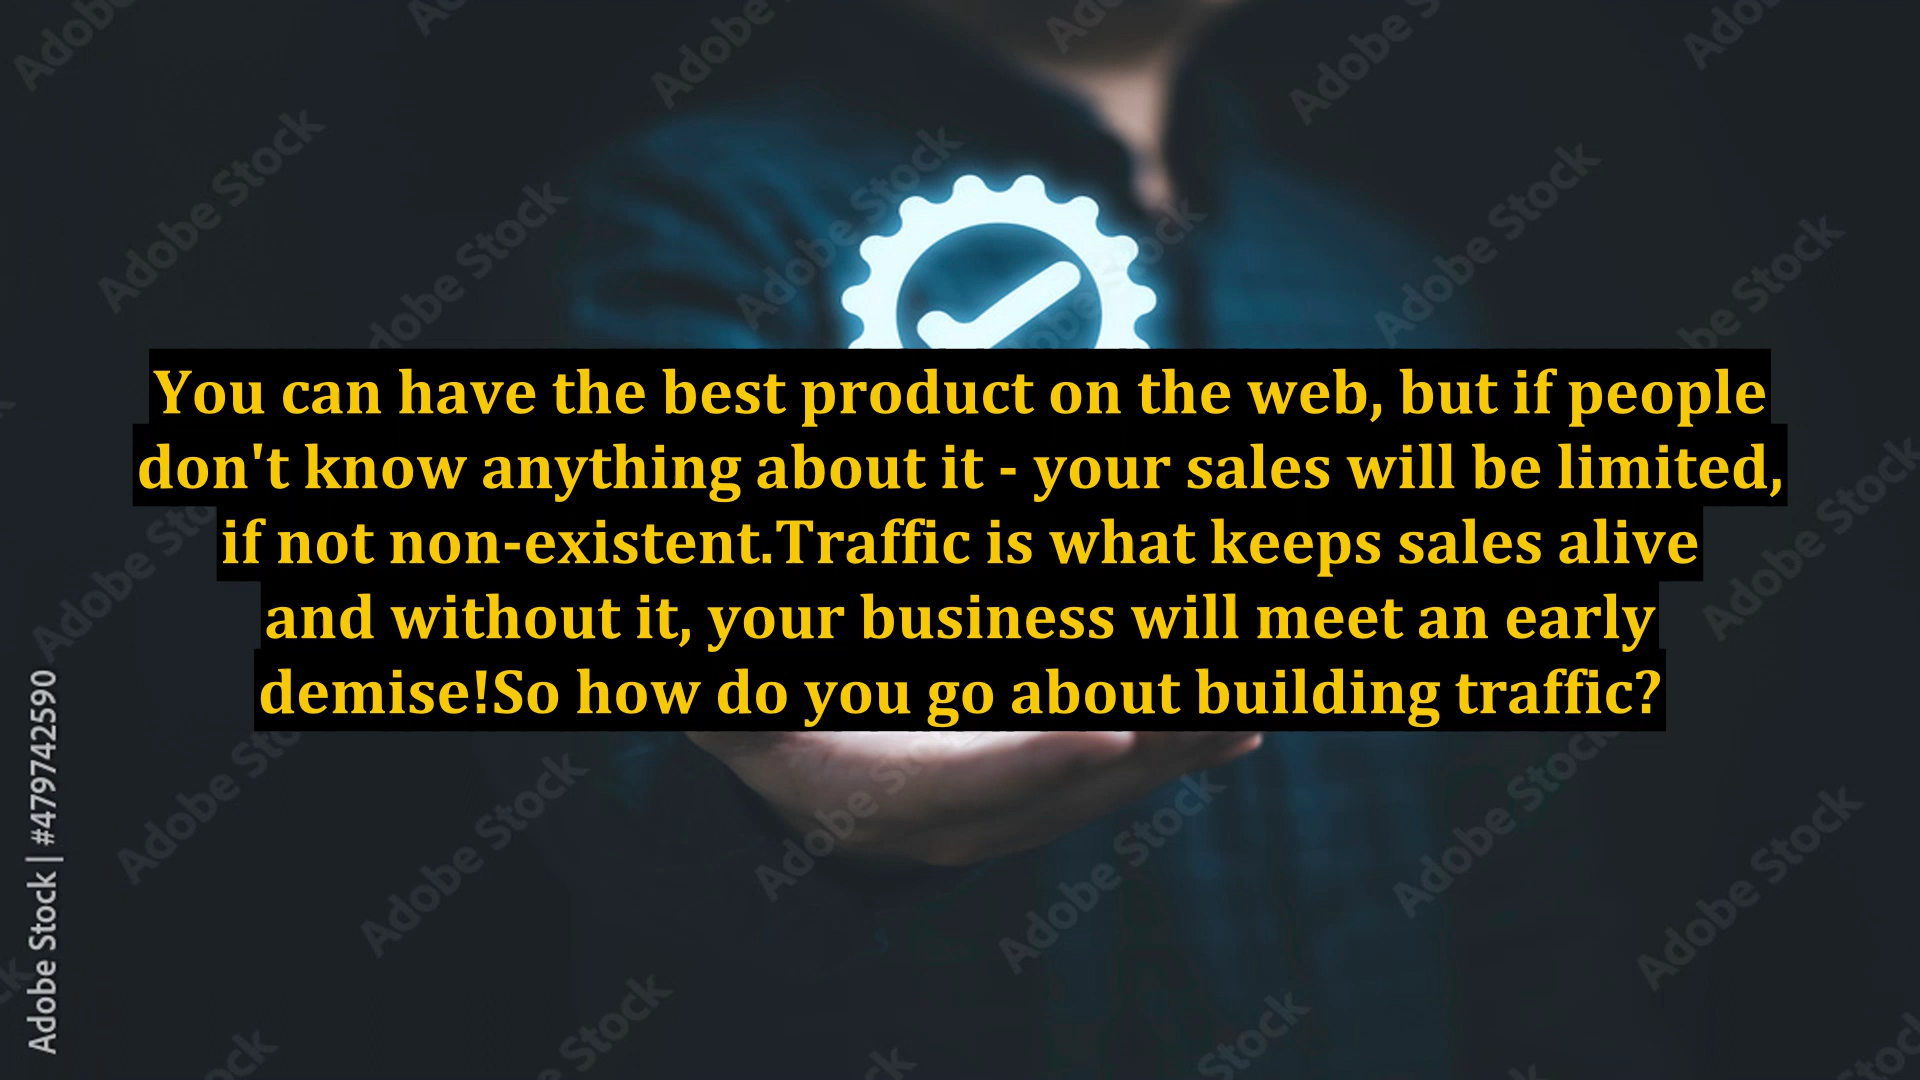 You can have the best product on the web, but if people
don't know anything about it - your sales will be limited,
if not non-existent.Traffic is what keeps sales alive
and without it, your business will meet an early
demise!So how do you go about building traffic?
Adobe Stock | #479742590
Adobe Stock